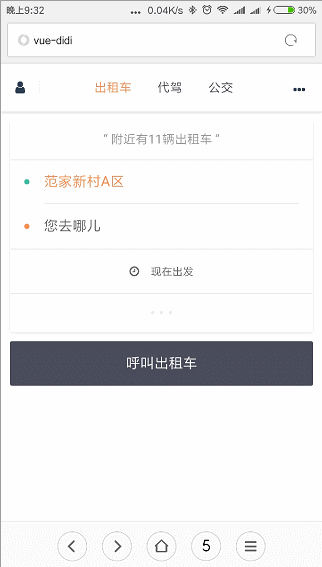 晚上9:32 ... 0.04K/s 30%
vue-didi
出租车 代驾 公交
“ 附近有11辆出租车 ”
范家新村A区
您去哪儿
现在出发
呼叫出租车
5